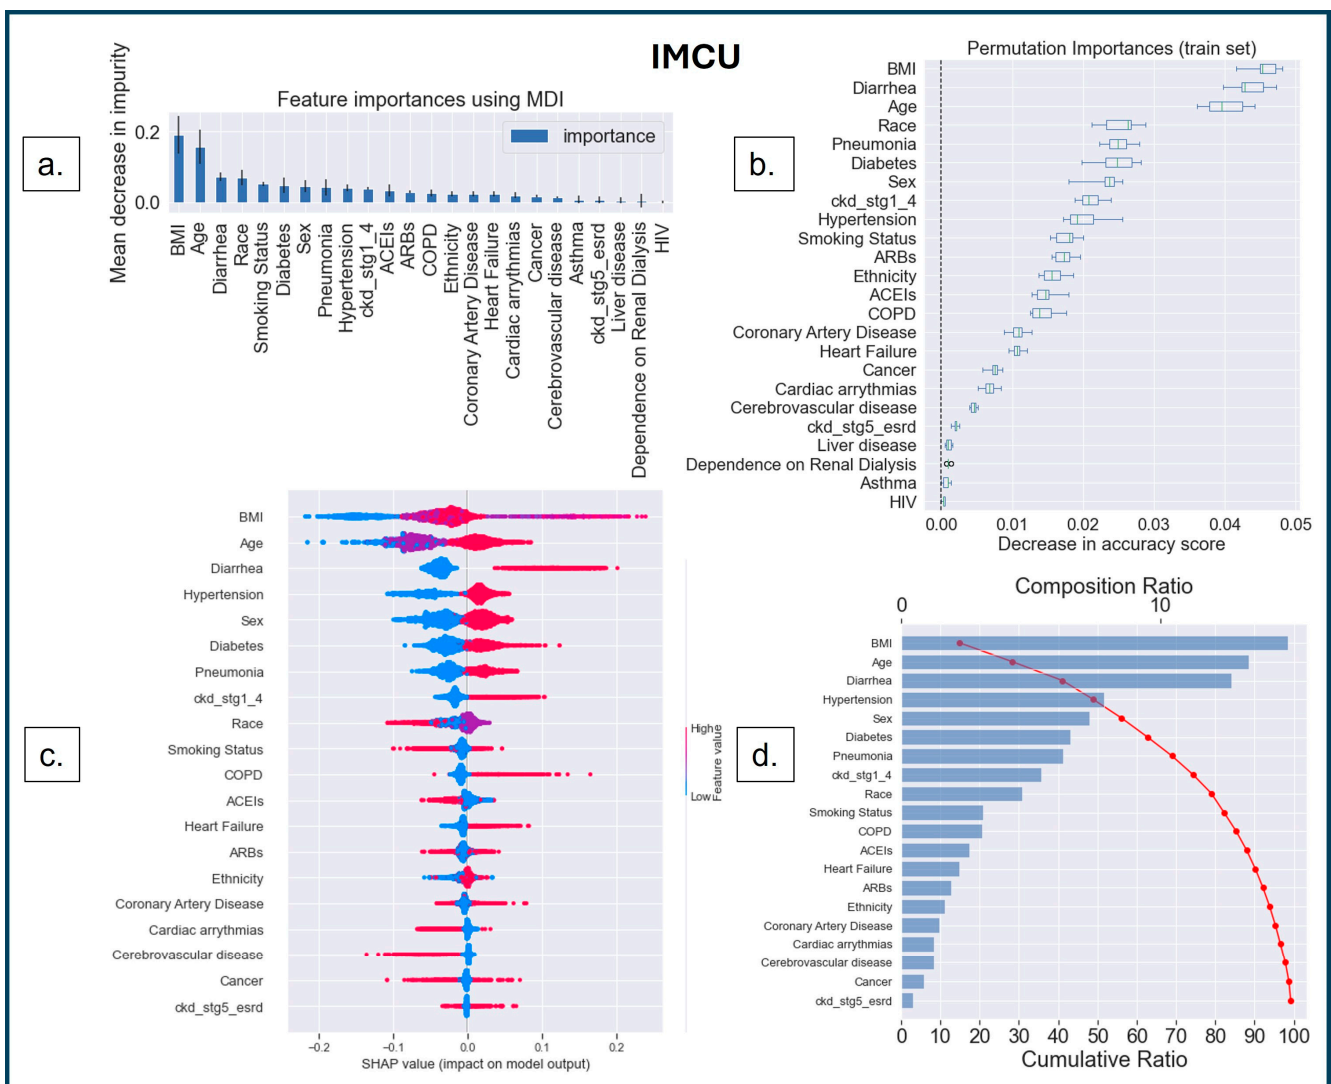 IMCU
a.
Feature importances using MDI
Mean decrease in impurity
0.2
0.0
importance
BMI
Age
Diarrhea
Race
Smoking Status
Diabetes
Sex
Pneumonia
Hypertension
ckd_stg1_4
ACEIs
ARBs
COPD
Ethnicity
Coronary Artery Disease
Heart Failure
Cardiac arrythmias
Cancer
Cerebrovascular disease
Asthma
ckd_stg5_esrd
Liver disease
Dependence on Renal Dialysis
HIV
b.
Permutation Importances (train set)
BMI
Diarrhea
Age
Race
Pneumonia
Diabetes
Sex
ckd_stg1_4
Hypertension
Smoking Status
ARBs
Ethnicity
ACEIs
COPD
Coronary Artery Disease
Heart Failure
Cancer
Cardiac arrythmias
Cerebrovascular disease
ckd_stg5_esrd
Liver disease
Dependence on Renal Dialysis
Asthma
HIV
0.00 0.01 0.02 0.03 0.04 0.05
Decrease in accuracy score
c.
BMI
Age
Diarrhea
Hypertension
Sex
Diabetes
Pneumonia
ckd_stg1_4
Race
Smoking Status
COPD
ACEIs
Heart Failure
ARBs
Ethnicity
Coronary Artery Disease
Cardiac arrythmias
Cerebrovascular disease
Cancer
ckd_stg5_esrd
−0.2 −0.1 0.0 0.1 0.2
SHAP value (impact on model output)
High
Low
Feature value
d.
Composition Ratio
0 10
BMI
Age
Diarrhea
Hypertension
Sex
Diabetes
Pneumonia
ckd_stg1_4
Race
Smoking Status
COPD
ACEIs
Heart Failure
ARBs
Ethnicity
Coronary Artery Disease
Cardiac arrythmias
Cerebrovascular disease
Cancer
ckd_stg5_esrd
0 10 20 30 40 50 60 70 80 90 100
Cumulative Ratio